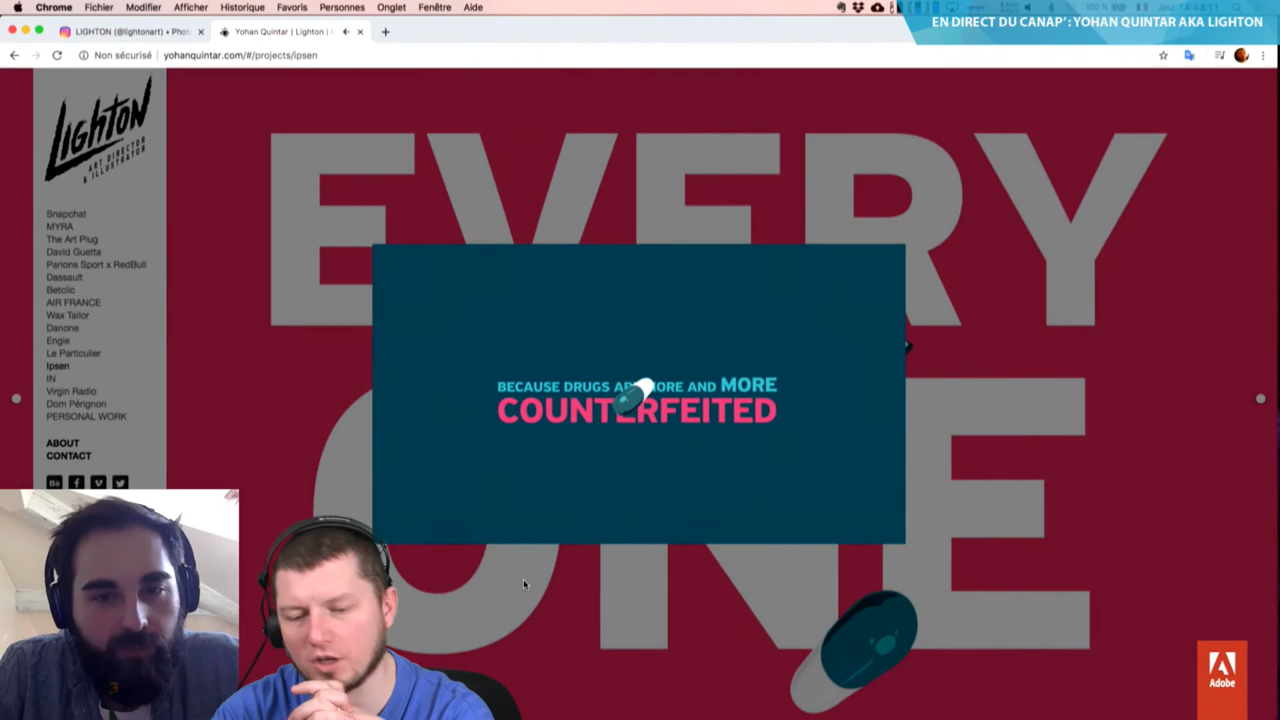 Chrome Fichier Modifier Afficher Historique Favoris Personnes Onglet Fenêtre Aide
EN DIRECT DU CANAP' : YOHAN QUINTAR AKA LIGHTON
LIGHTON (@lightonart) • Phot
Yohan Quintar | Lighton |
Non sécurisé yohanquintar.com/#/projects/ipsen
LIGHTON
ART DIRECTOR
& ILLUSTRATOR
Snapchat
MYRA
The Art Plug
David Guetta
Parions Sport x RedBull
Dassault
Betclic
AIR FRANCE
Wax Tailor
Danone
Engie
Le Particulier
Ipsen
IN
Virgin Radio
Dom Pérignon
PERSONAL WORK
ABOUT
CONTACT
Bē
EVERY
ONE
BECAUSE DRUGS ARE MORE AND MORE
COUNTERFEITED
Adobe